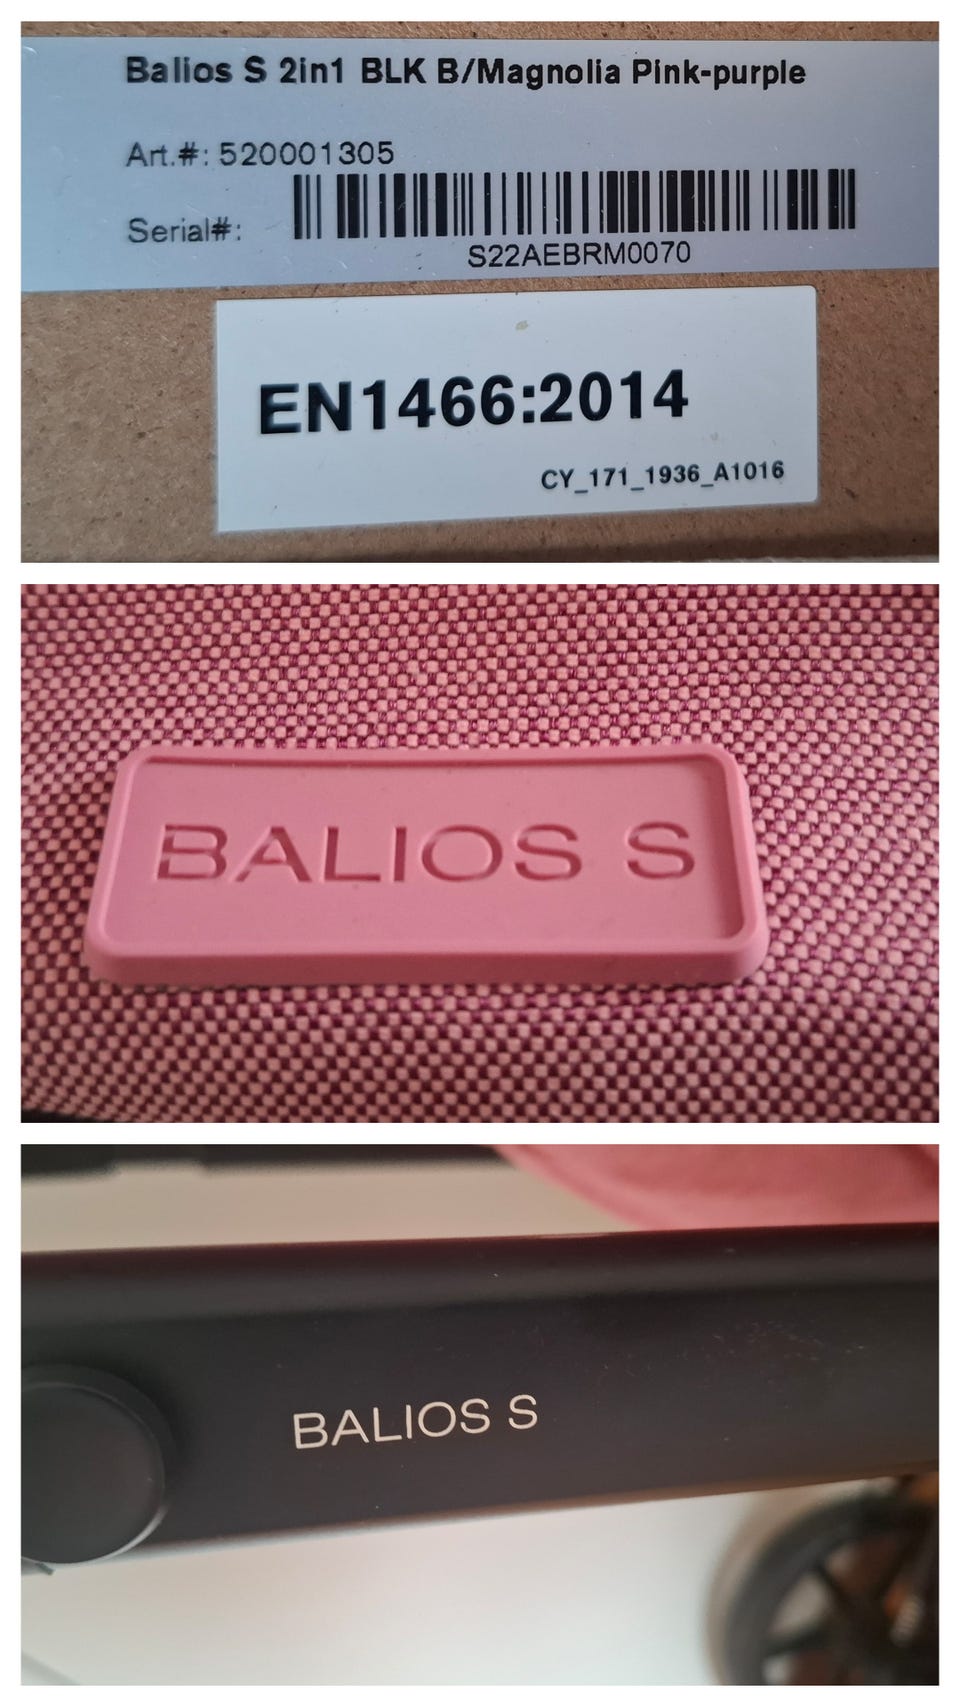 Balios S 2in1 BLK B/Magnolia Pink-purple
Art.#: 520001305
Serial#:
S22AEBRM0070
EN1466:2014
CY_171_1936_A1016
BALIOS S
BALIOS S